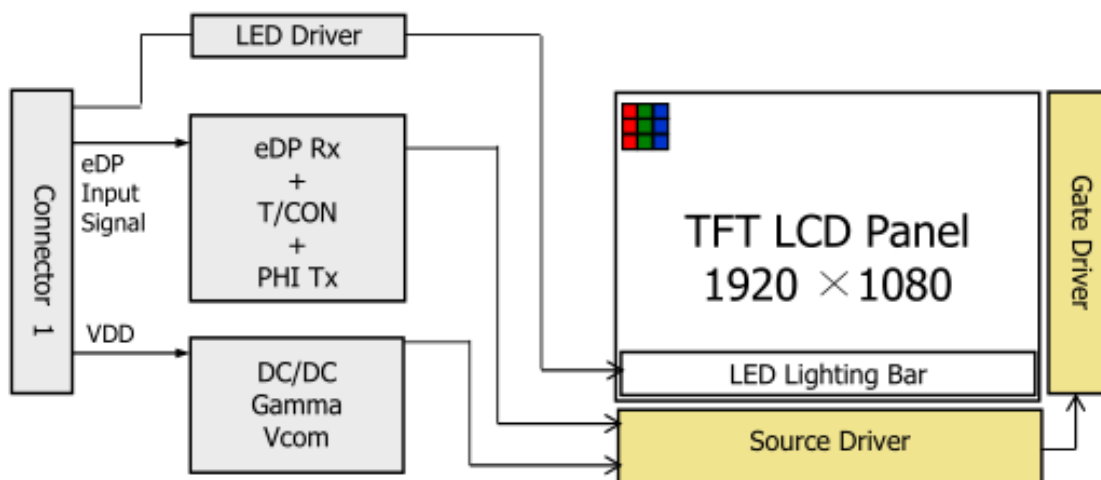 LED Driver
Connector 1
eDP
Input
Signal
eDP Rx
+
T/CON
+
PHI Tx
VDD
DC/DC
Gamma
Vcom
TFT LCD Panel
1920 ×1080
LED Lighting Bar
Source Driver
Gate Driver